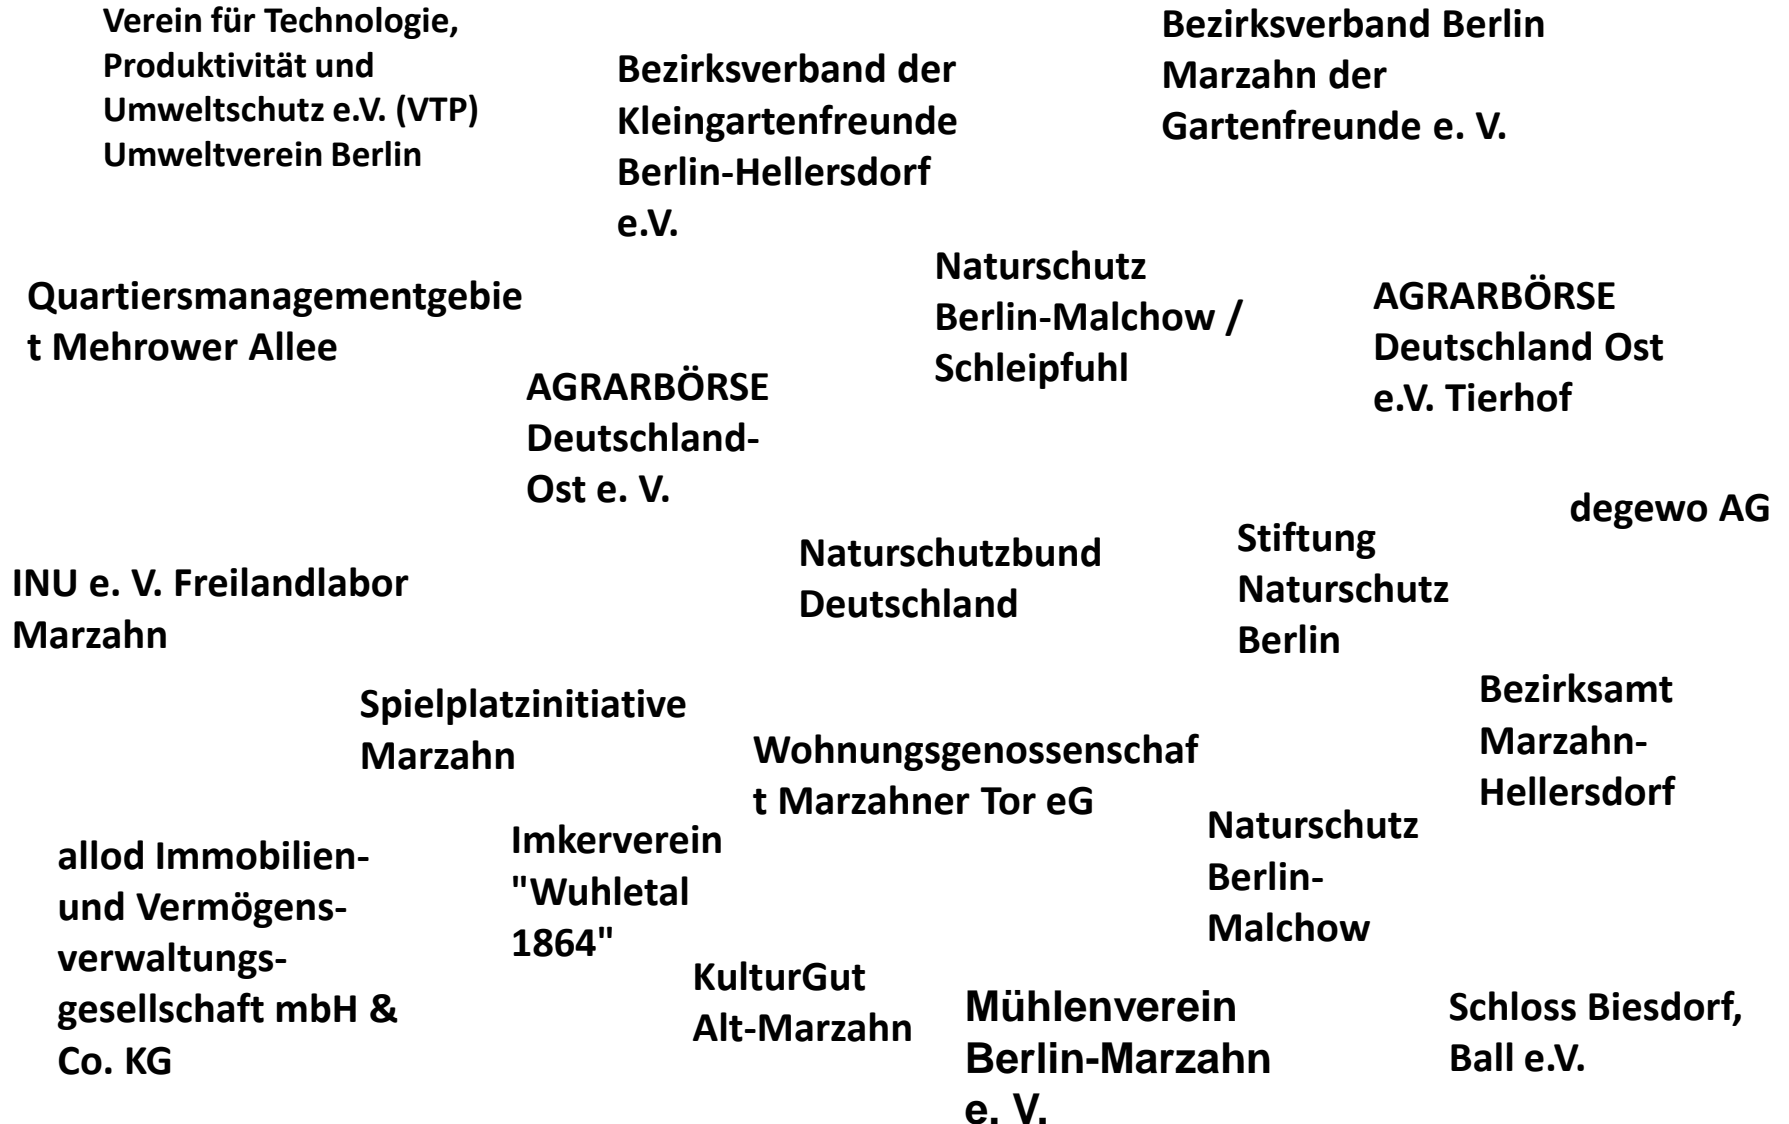 Verein für Technologie,
Produktivität und
Umweltschutz e.V. (VTP)
Umweltverein Berlin
Bezirksverband der
Kleingartenfreunde
Berlin-Hellersdorf
e.V.
Bezirksverband Berlin
Marzahn der
Gartenfreunde e. V.
Quartiersmanagementgebie
t Mehrower Allee
AGRARBÖRSE
Deutschland-
Ost e. V.
Naturschutz
Berlin-Malchow /
Schleipfuhl
AGRARBÖRSE
Deutschland Ost
e.V. Tierhof
degewo AG
INU e. V. Freilandlabor
Marzahn
Naturschutzbund
Deutschland
Stiftung
Naturschutz
Berlin
Spielplatzinitiative
Marzahn
Wohnungsgenossenschaf
t Marzahner Tor eG
Bezirksamt
Marzahn-
Hellersdorf
allod Immobilien-
und Vermögens-
verwaltungs-
gesellschaft mbH &
Co. KG
Imkerverein
"Wuhletal
1864"
Naturschutz
Berlin-
Malchow
KulturGut
Alt-Marzahn
Mühlenverein
Berlin-Marzahn
e. V.
Schloss Biesdorf,
Ball e.V.